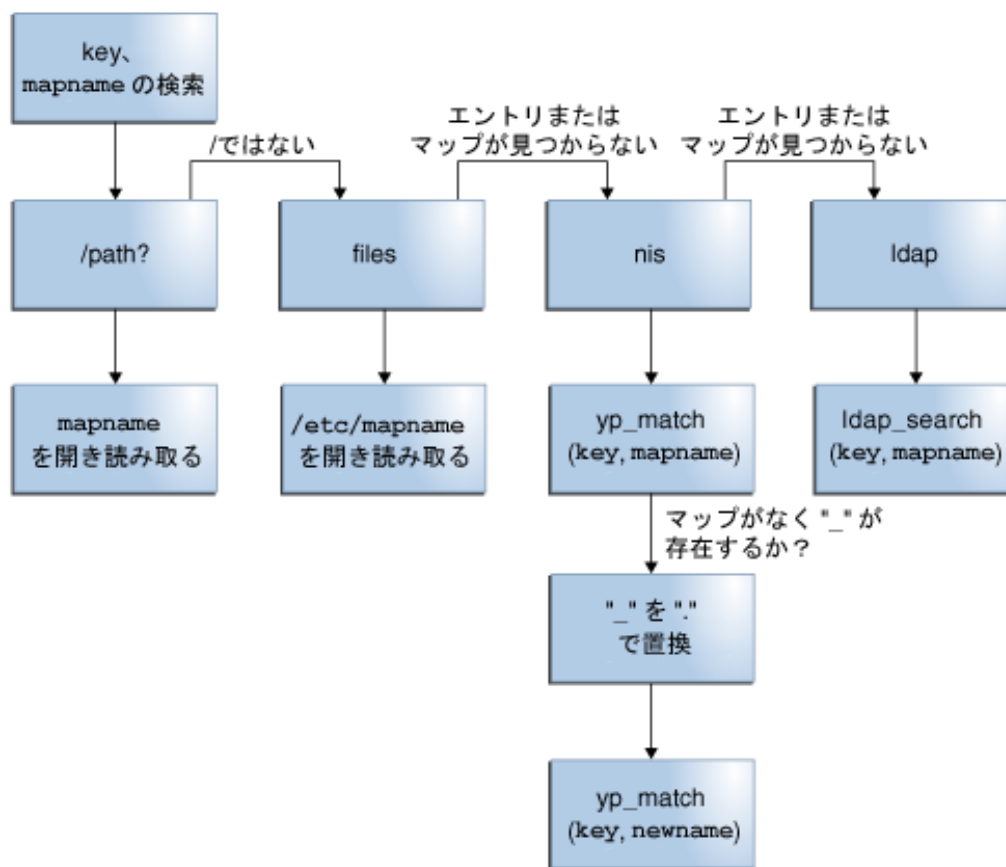 key、
mapname の検索
/ではない
エントリまたは
マップが見つからない
エントリまたは
マップが見つからない
/path?
files
nis
ldap
mapname
を開き読み取る
/etc/mapname
を開き読み取る
yp_match
(key, mapname)
ldap_search
(key, mapname)
マップがなく "_" が
存在するか？
"_" を "."
で置換
yp_match
(key, newname)